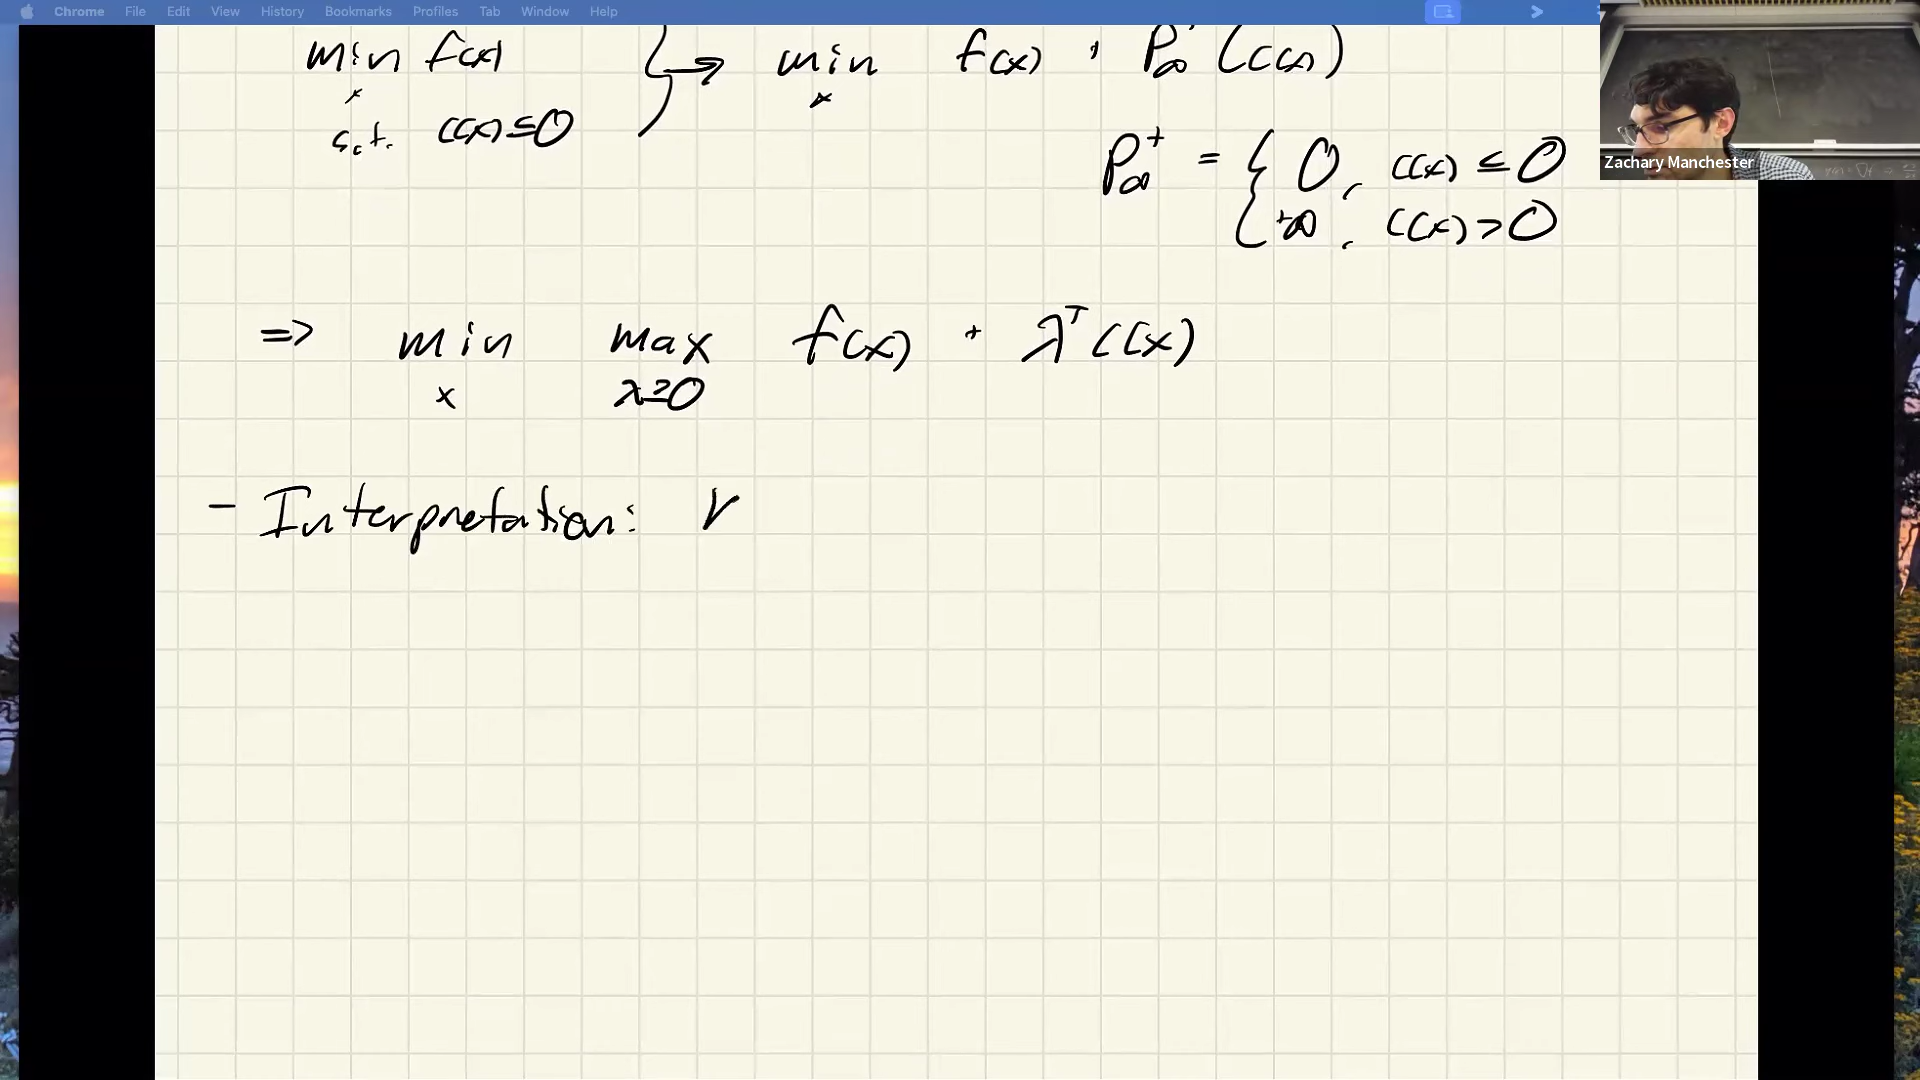 Chrome File Edit View History Bookmarks Profiles Tab Window Help
min f(x) → min f(x) + P∞⁺(c(x))
x x
s.t. c(x) ≤ 0
P∞⁺ = { 0, c(x) ≤ 0
+∞, c(x) > 0
Zachary Manchester
⇒ min max f(x) + λᵀc(x)
x λ≥0
- Interpretation: